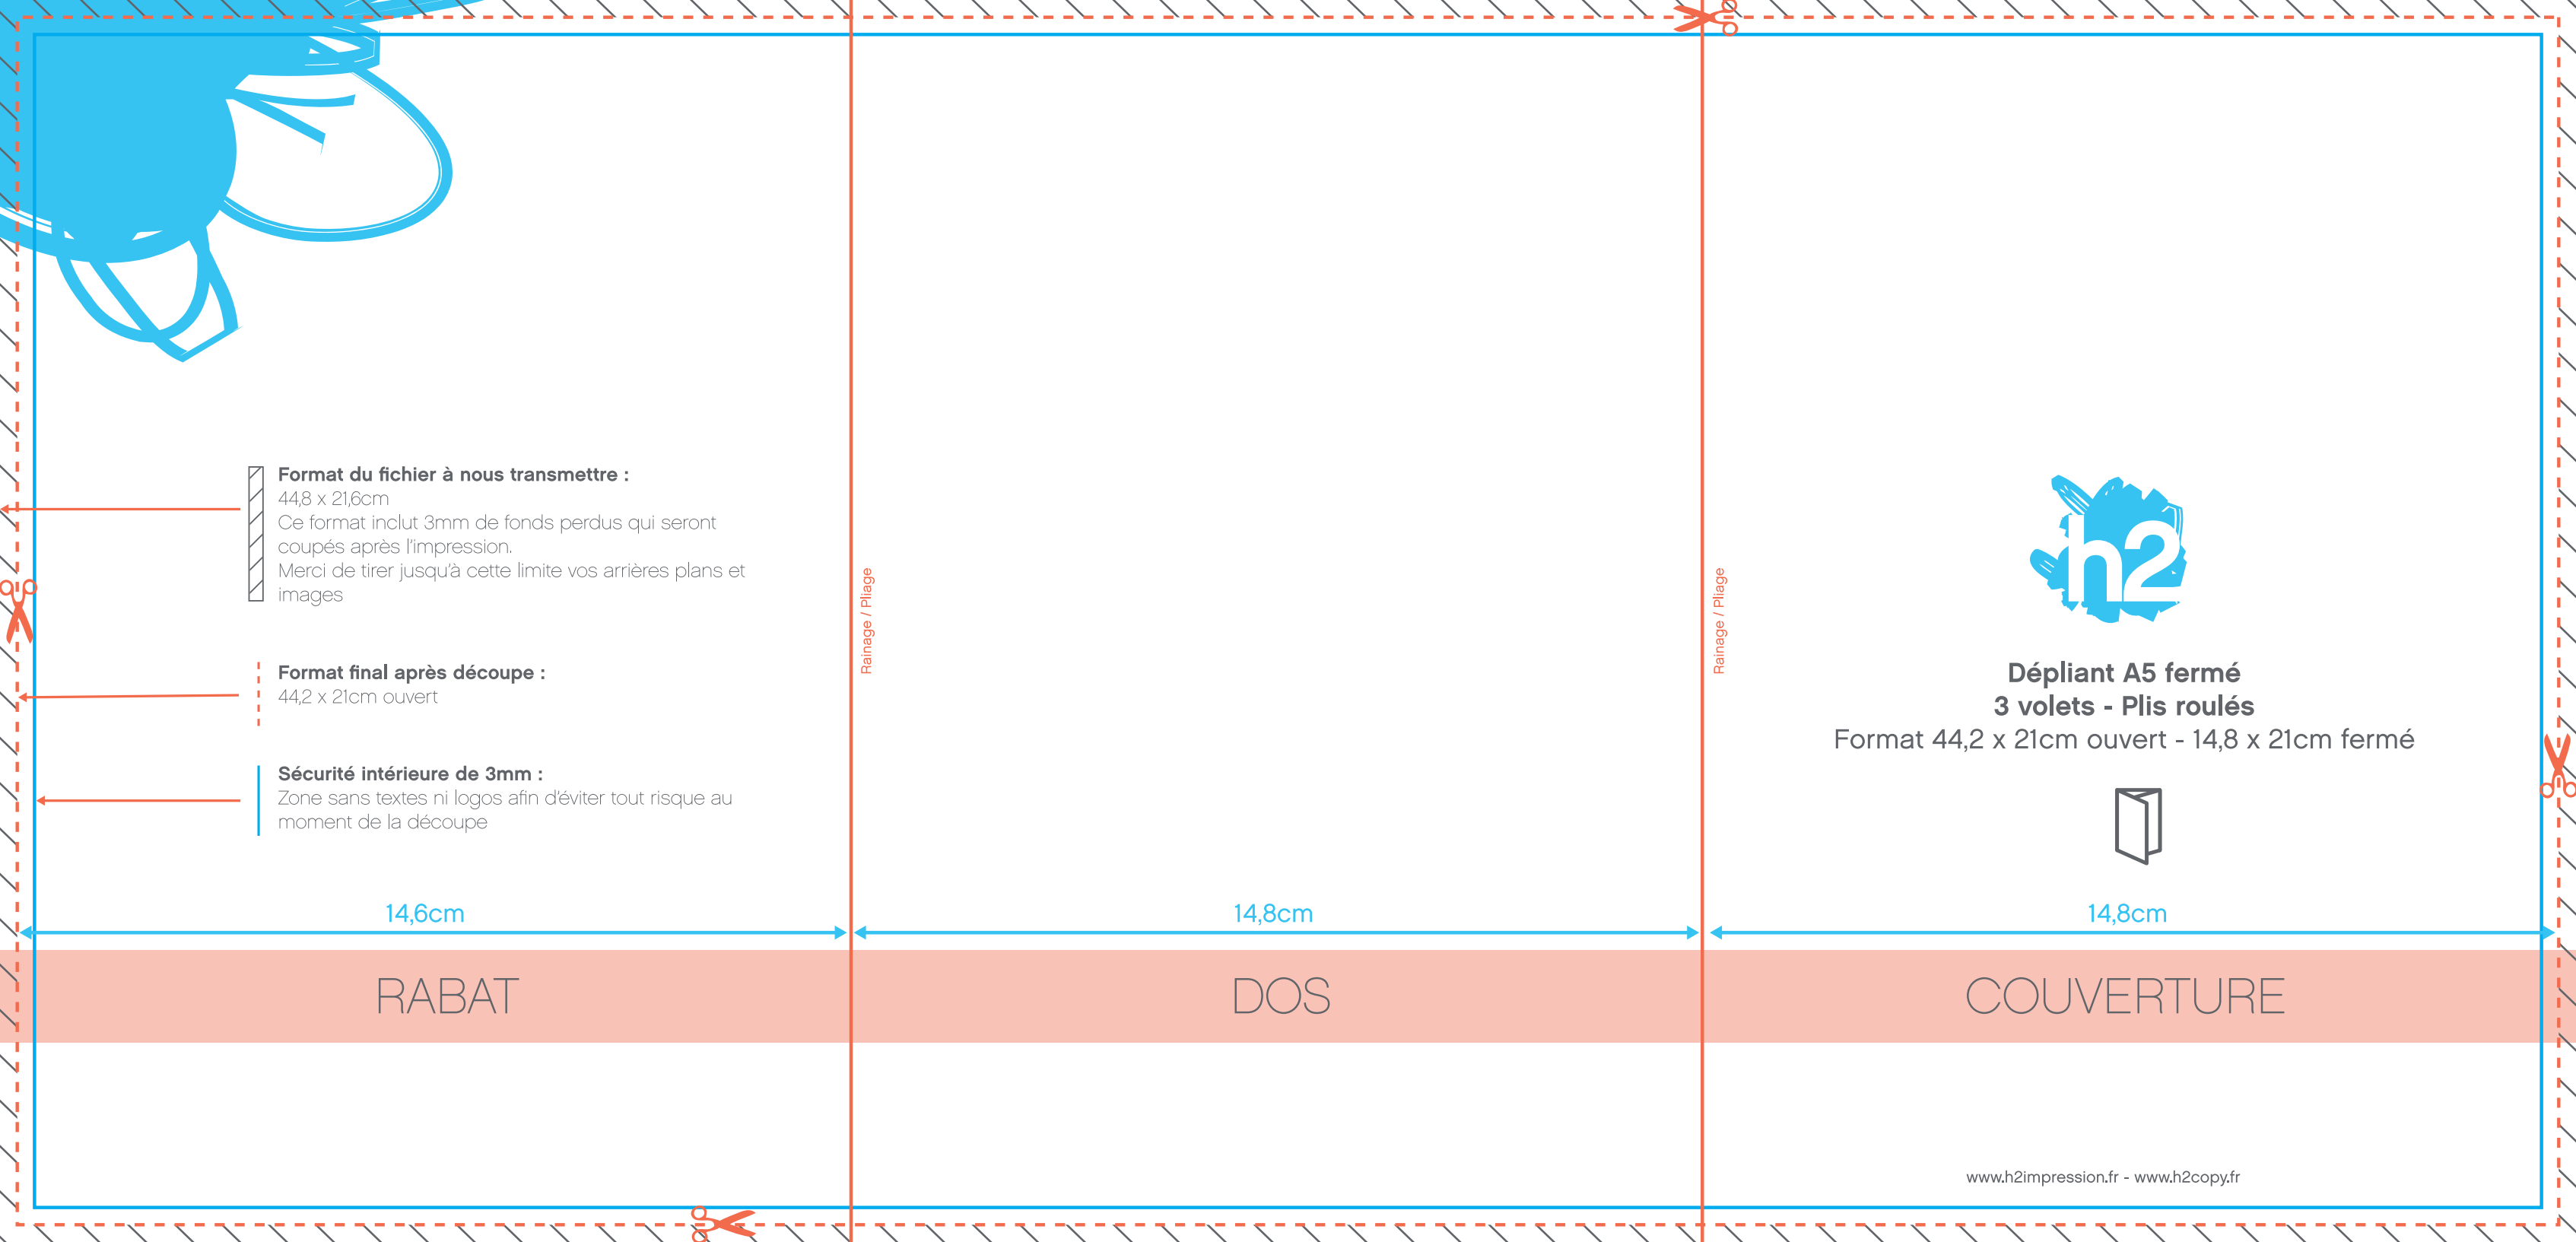 Format du fichier à nous transmettre :
44,8 x 21,6cm
Ce format inclut 3mm de fonds perdus qui seront
coupés après l'impression.
Merci de tirer jusqu'à cette limite vos arrières plans et
images
Format final après découpe :
44,2 x 21cm ouvert
Sécurité intérieure de 3mm :
Zone sans textes ni logos afin d'éviter tout risque au
moment de la découpe
14,6cm
RABAT
Rainage / Pliage
14,8cm
DOS
Rainage / Pliage
h2
Dépliant A5 fermé
3 volets - Plis roulés
Format 44,2 x 21cm ouvert - 14,8 x 21cm fermé
14,8cm
COUVERTURE
www.h2impression.fr - www.h2copy.fr